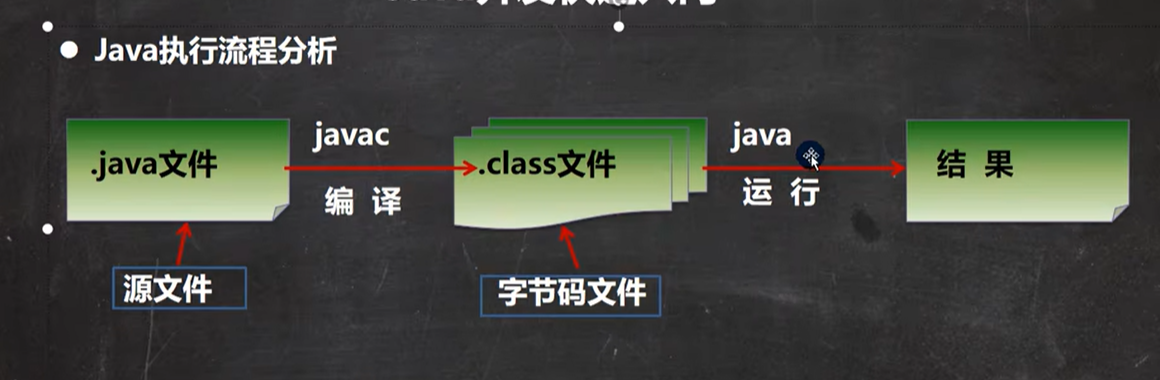 Java执行流程分析
.java文件
javac
编 译
.class文件
java
运 行
结 果
源文件
字节码文件